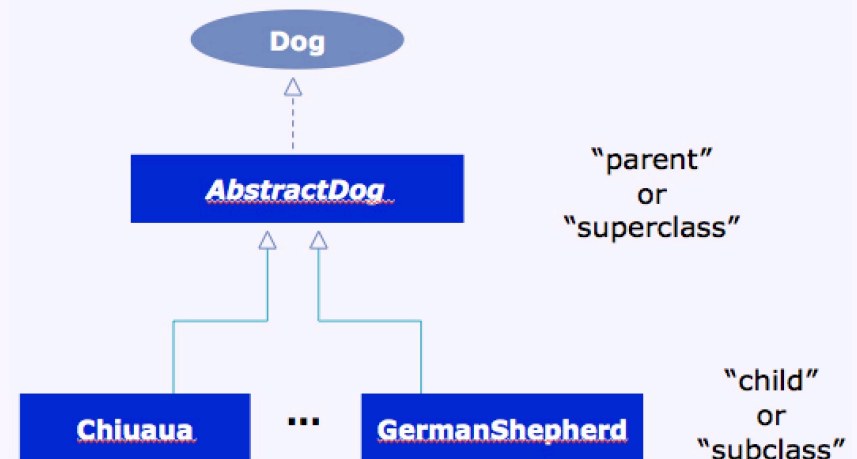 Dog
AbstractDog
"parent"
or
"superclass"
Chiuaua
...
GermanShepherd
"child"
or
"subclass"